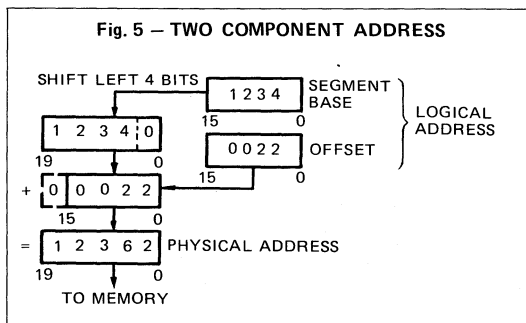 Fig. 5 — TWO COMPONENT ADDRESS
SHIFT LEFT 4 BITS
1 2 3 4
SEGMENT
BASE
15 0
LOGICAL
ADDRESS
1 2 3 4 0
19 0
0 0 2 2
OFFSET
15 0
+ 0 0 0 2 2
15 0
= 1 2 3 6 2 PHYSICAL ADDRESS
19 0
TO MEMORY